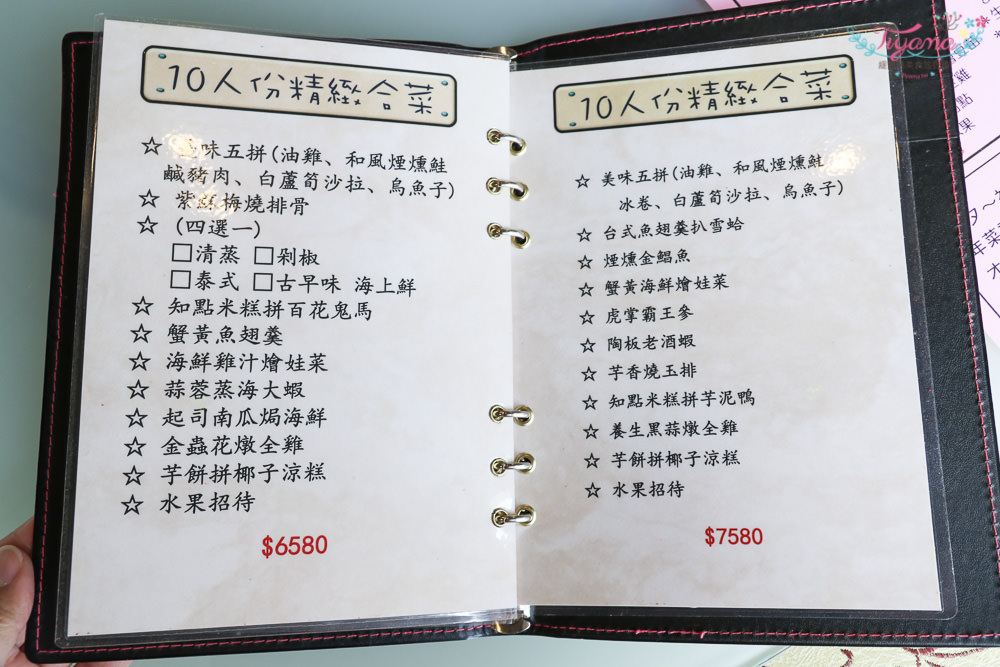 10人份精緻合菜
☆ 美味五拼(油雞、和風煙燻鮭
鹹豬肉、白蘆筍沙拉、烏魚子)
☆ 紫蘇梅燒排骨
☆ (四選一)
□清蒸 □剁椒
□泰式 □古早味 海上鮮
☆ 知點米糕拼百花鬼馬
☆ 蟹黃魚翅羹
☆ 海鮮雞汁燴娃菜
☆ 蒜蓉蒸海大蝦
☆ 起司南瓜焗海鮮
☆ 金蟲花燉全雞
☆ 芋餅拼椰子涼糕
☆ 水果招待
$6580
10人份精緻合菜
☆ 美味五拼(油雞、和風煙燻鮭
冰卷、白蘆筍沙拉、烏魚子)
☆ 台式魚翅羹扒雪蛤
☆ 煙燻金鯧魚
☆ 蟹黃海鮮燴娃菜
☆ 虎掌霸王參
☆ 陶板老酒蝦
☆ 芋香燒玉排
☆ 知點米糕拼芋泥鴨
☆ 養生黑蒜燉全雞
☆ 芋餅拼椰子涼糕
☆ 水果招待
$7580
Tiyama